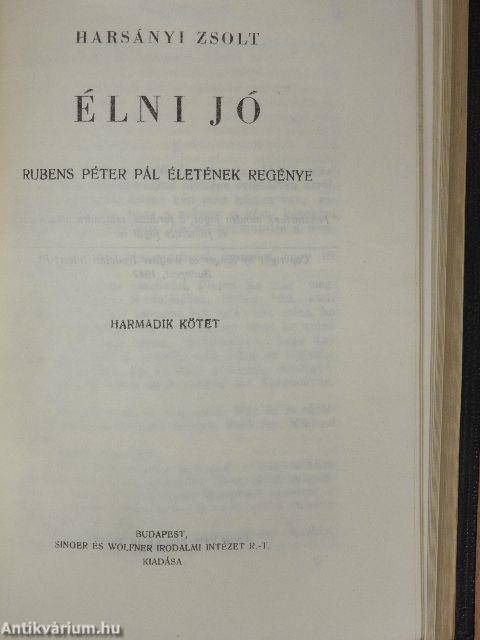 HARSÁNYI ZSOLT
ÉLNI JÓ
RUBENS PÉTER PÁL ÉLETÉNEK REGÉNYE
HARMADIK KÖTET
BUDAPEST,
SINGER ÉS WOLFNER IRODALMI INTÉZET R.-T.
KIADÁSA
Antikvárium.hu